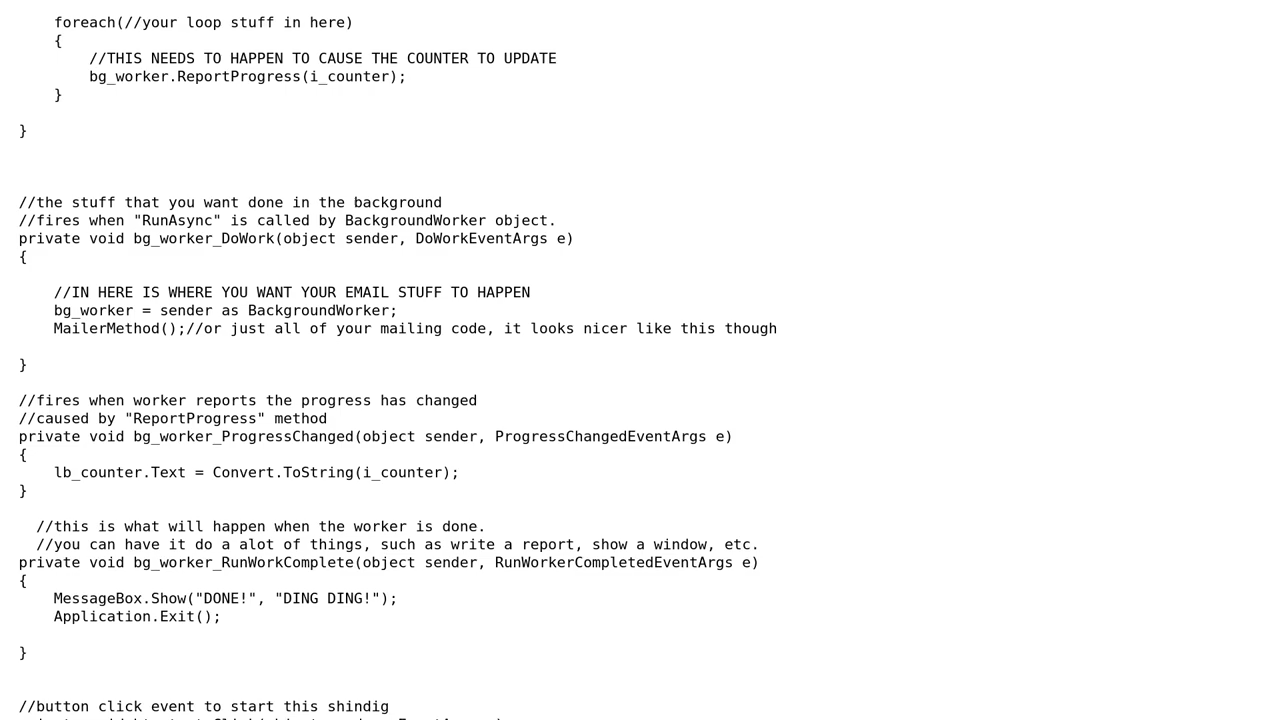 foreach(//your loop stuff in here)
{
//THIS NEEDS TO HAPPEN TO CAUSE THE COUNTER TO UPDATE
bg_worker.ReportProgress(i_counter);
}
}
//the stuff that you want done in the background
//fires when "RunAsync" is called by BackgroundWorker object.
private void bg_worker_DoWork(object sender, DoWorkEventArgs e)
{
//IN HERE IS WHERE YOU WANT YOUR EMAIL STUFF TO HAPPEN
bg_worker = sender as BackgroundWorker;
MailerMethod();//or just all of your mailing code, it looks nicer like this though
}
//fires when worker reports the progress has changed
//caused by "ReportProgress" method
private void bg_worker_ProgressChanged(object sender, ProgressChangedEventArgs e)
{
lb_counter.Text = Convert.ToString(i_counter);
}
//this is what will happen when the worker is done.
//you can have it do a alot of things, such as write a report, show a window, etc.
private void bg_worker_RunWorkComplete(object sender, RunWorkerCompletedEventArgs e)
{
MessageBox.Show("DONE!", "DING DING!");
Application.Exit();
}
//button click event to start this shindig